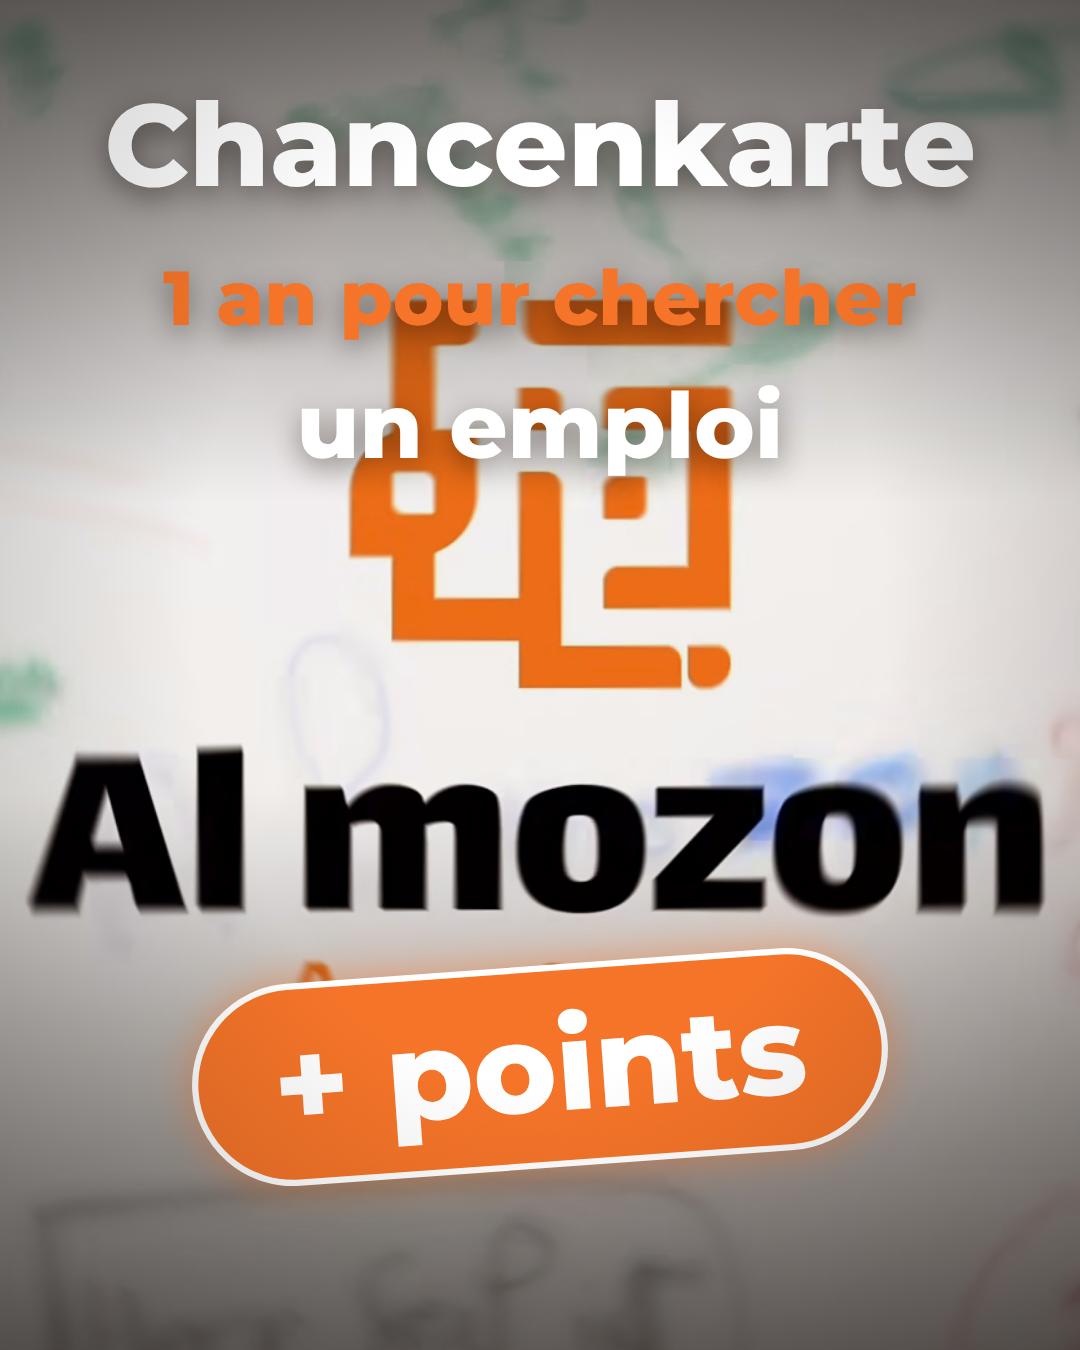 Chancenkarte
1 an pour chercher
un emploi
Al mozon
+ points